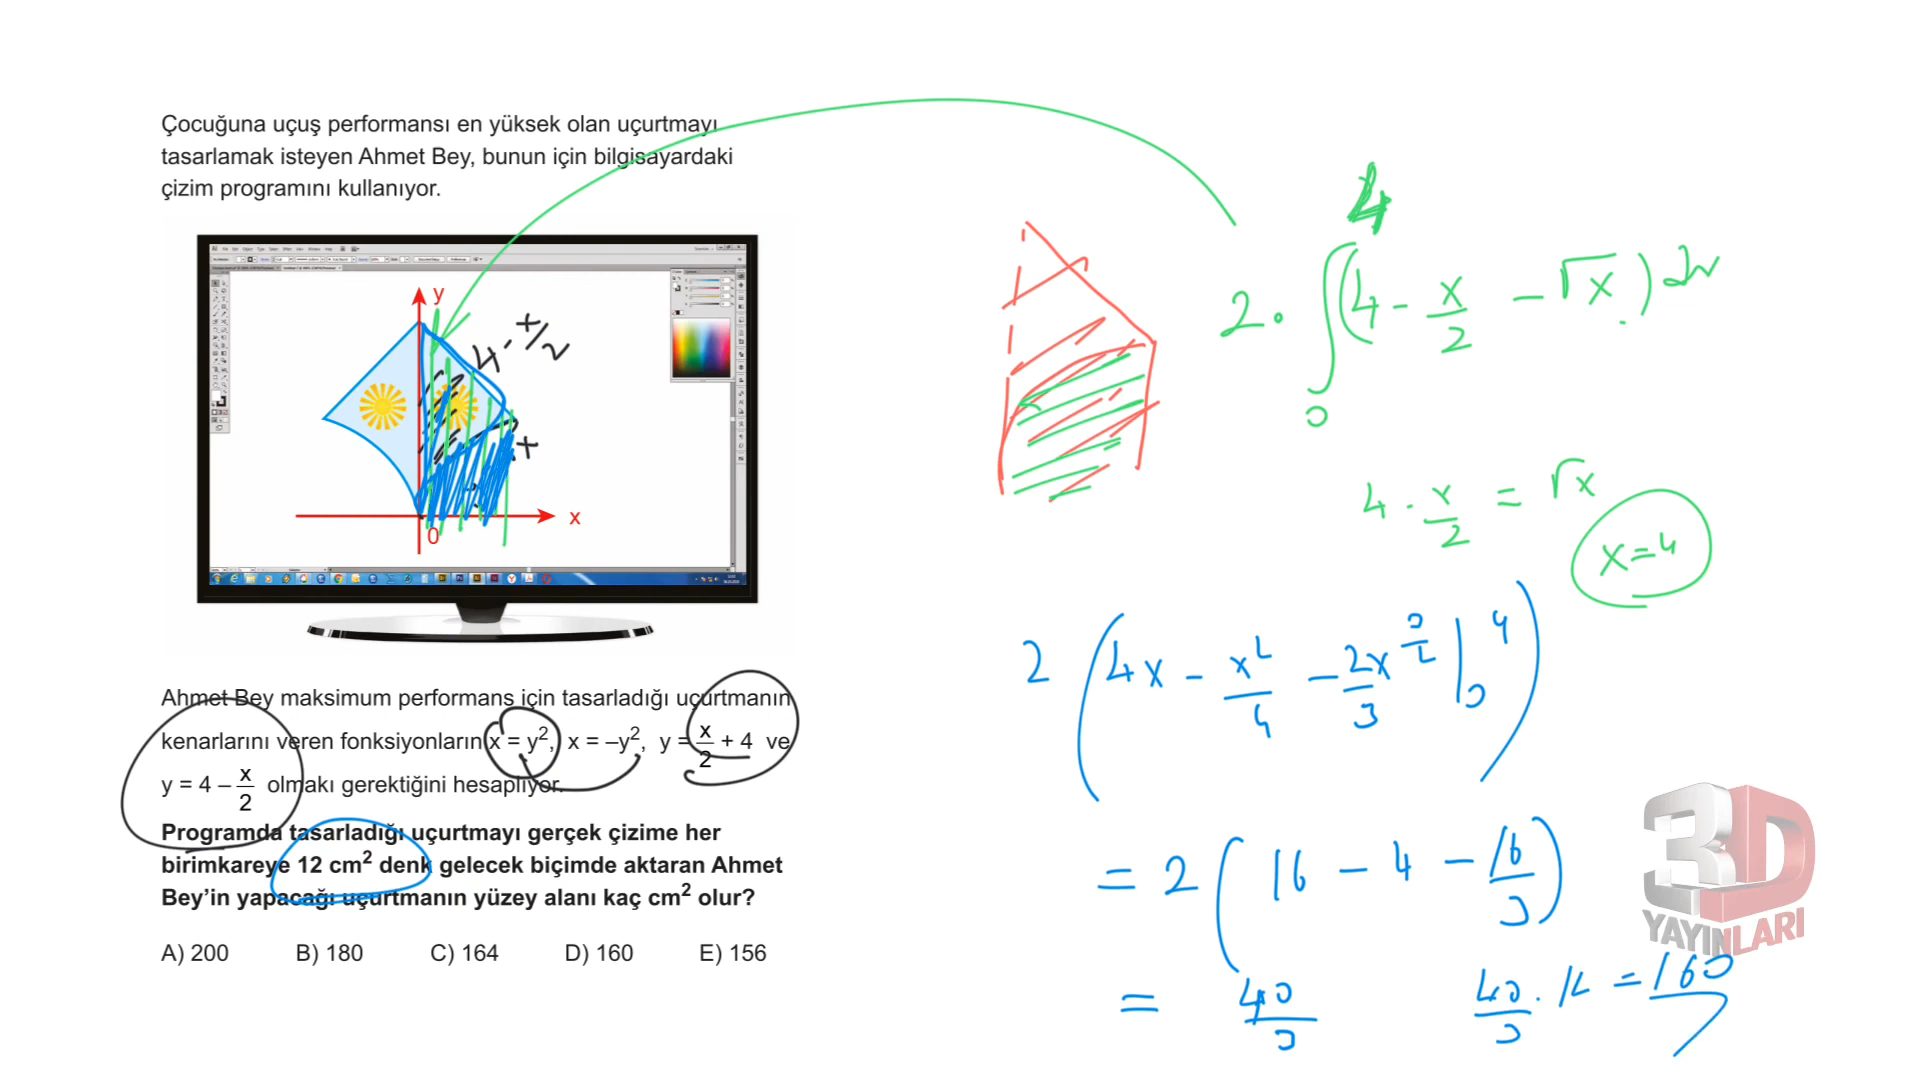 Çocuğuna uçuş performansı en yüksek olan uçurtmayı
tasarlamak isteyen Ahmet Bey, bunun için bilgisayardaki
çizim programını kullanıyor.
y
x
0
4 - x/2
2 · ∫₀⁴ (4 - x/2 - √x) dx
4 - x/2 = √x
x=4
Ahmet Bey maksimum performans için tasarladığı uçurtmanın
kenarlarını veren fonksiyonların x = y², x = –y², y = x/2 + 4 ve
y = 4 – x/2 olmakı gerektiğini hesaplıyor.
Programda tasarladığı uçurtmayı gerçek çizime her
birimkareye 12 cm² denk gelecek biçimde aktaran Ahmet
Bey’in yapacağı uçurtmanın yüzey alanı kaç cm² olur?
A) 200 B) 180 C) 164 D) 160 E) 156
2 (4x - x²/4 - 2x^(3/2)/3 |₀⁴)
= 2 (16 - 4 - 16/3)
= 40/3 40/3 · 12 = 160
3D
YAYINLARI